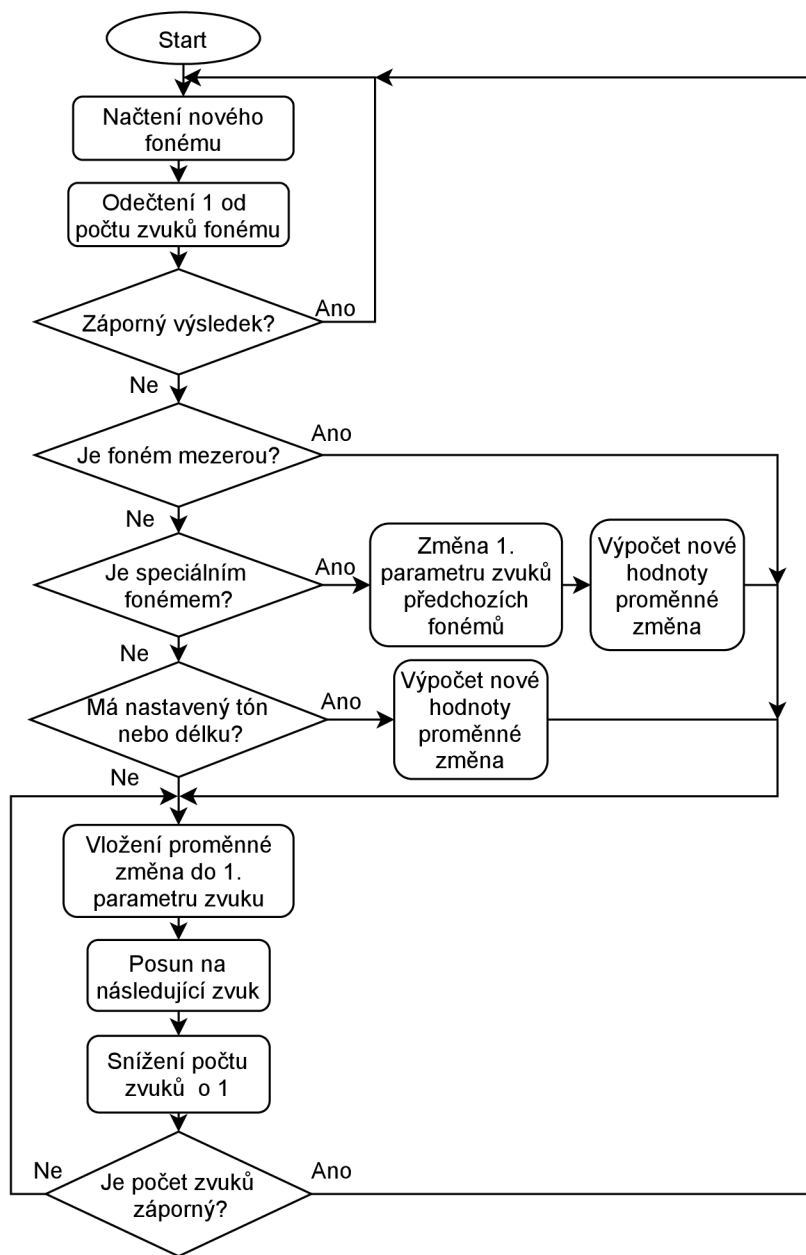 Start
Načtení nového
fonému
Odečtení 1 od
počtu zvuků fonému
Záporný výsledek?
Ano
Ne
Je foném mezerou?
Ano
Ne
Je speciálním
fonémem?
Ano
Změna 1.
parametru zvuků
předchozích
fonémů
Výpočet nové
hodnoty
proměnné
změna
Ne
Má nastavený tón
nebo délku?
Ano
Výpočet nové
hodnoty
proměnné
změna
Ne
Vložení proměnné
změna do 1.
parametru zvuku
Posun na
následující zvuk
Snížení počtu
zvuků o 1
Je počet zvuků
záporný?
Ne
Ano